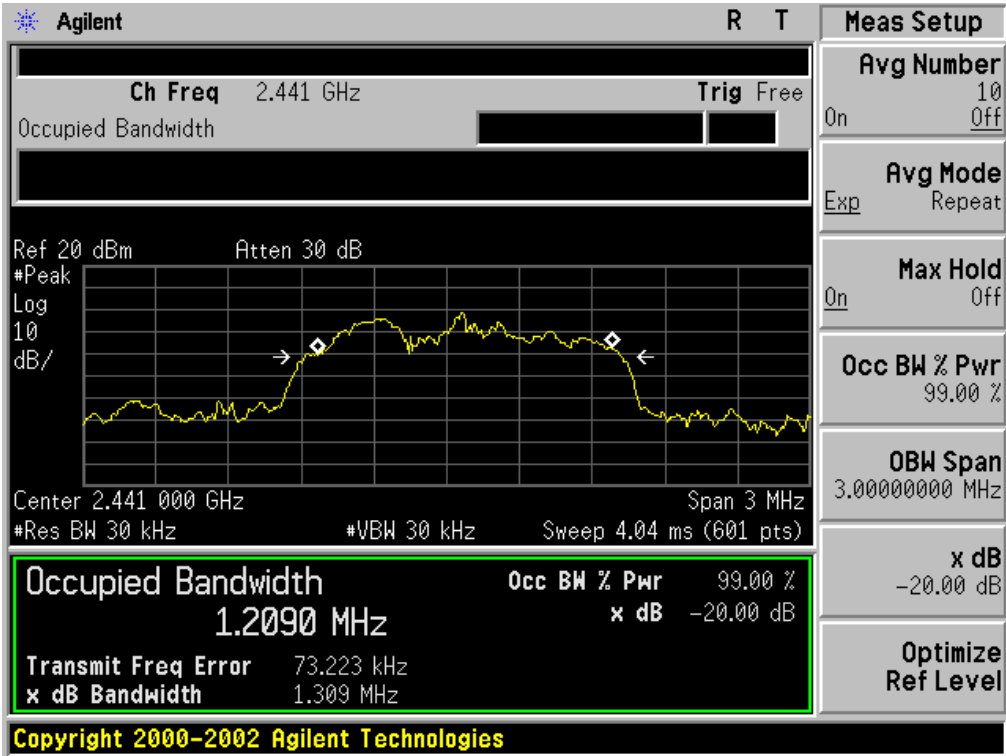 Agilent R T
Ch Freq 2.441 GHz Trig Free
Occupied Bandwidth
Ref 20 dBm Atten 30 dB
#Peak
Log
10
dB/
Center 2.441 000 GHz Span 3 MHz
#Res BW 30 kHz #VBW 30 kHz Sweep 4.04 ms (601 pts)
Occupied Bandwidth Occ BW % Pwr 99.00 %
1.2090 MHz x dB -20.00 dB
Transmit Freq Error 73.223 kHz
x dB Bandwidth 1.309 MHz
Copyright 2000-2002 Agilent Technologies
Meas Setup
Avg Number
10
On Off
Avg Mode
Exp Repeat
Max Hold
On Off
Occ BW % Pwr
99.00 %
OBW Span
3.00000000 MHz
x dB
-20.00 dB
Optimize
Ref Level